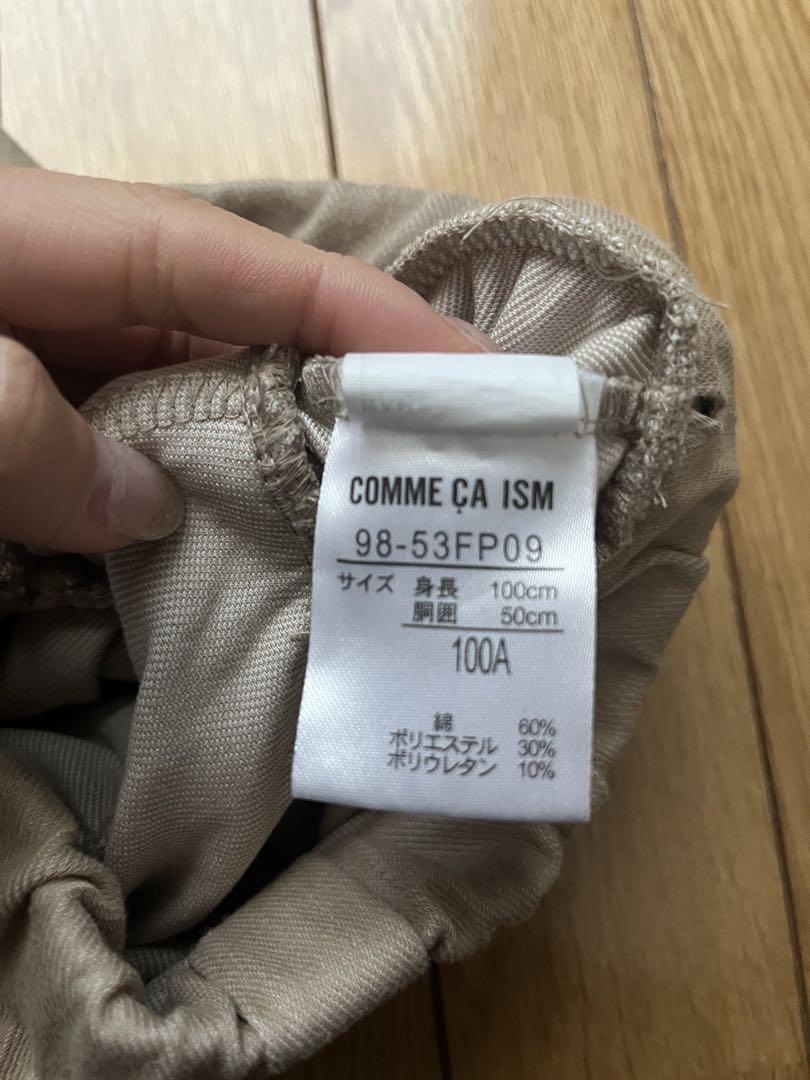 COMME ÇA ISM
98-53FP09
サイズ 身長 100cm
胴囲 50cm
100A
綿 60%
ポリエステル 30%
ポリウレタン 10%